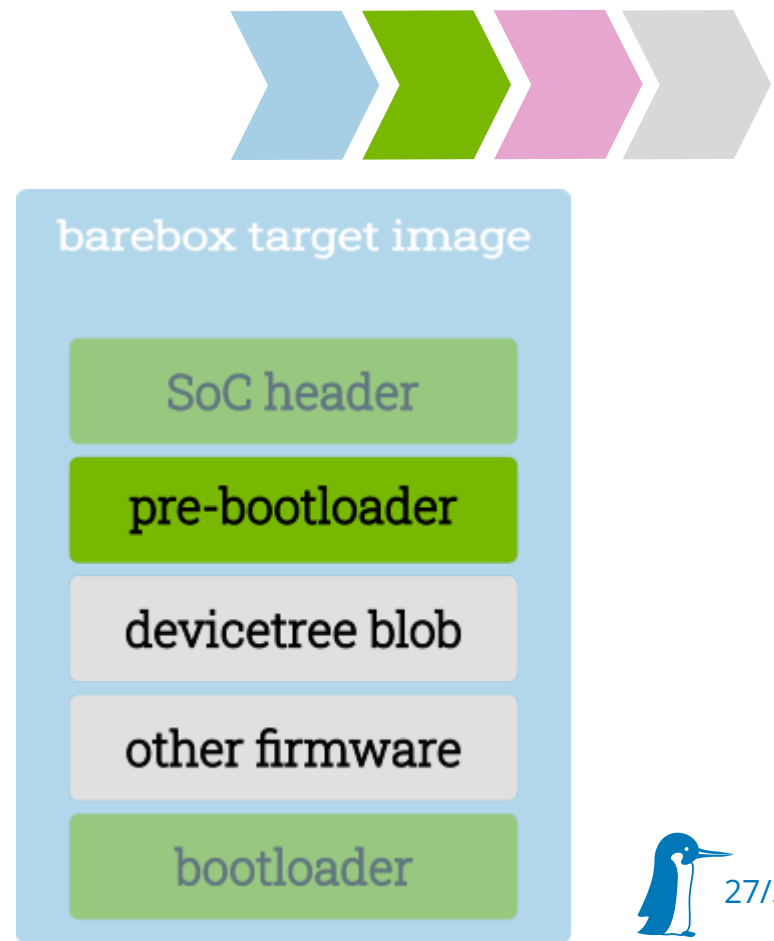 barebox target image
SoC header
pre-bootloader
devicetree blob
other firmware
bootloader
27/